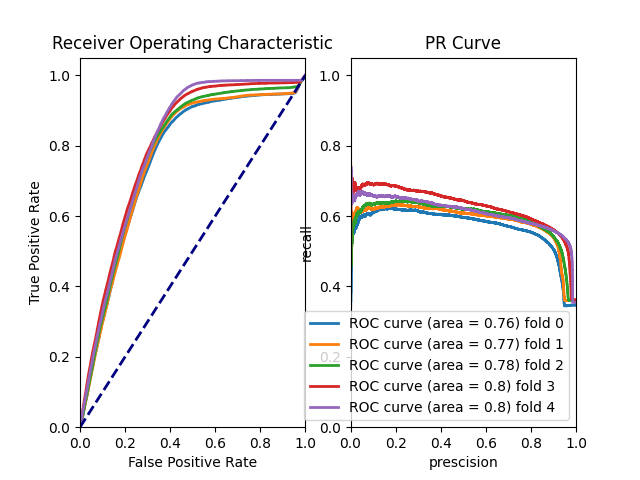 Receiver Operating Characteristic
PR Curve
1.0
0.8
0.6
0.4
0.2
0.0
True Positive Rate
0.0 0.2 0.4 0.6 0.8 1.0
False Positive Rate
1.0
0.8
0.6
0.4
0.2
0.0
recall
ROC curve (area = 0.76) fold 0
ROC curve (area = 0.77) fold 1
ROC curve (area = 0.78) fold 2
ROC curve (area = 0.8) fold 3
ROC curve (area = 0.8) fold 4
0.0 0.2 0.4 0.6 0.8 1.0
prescision